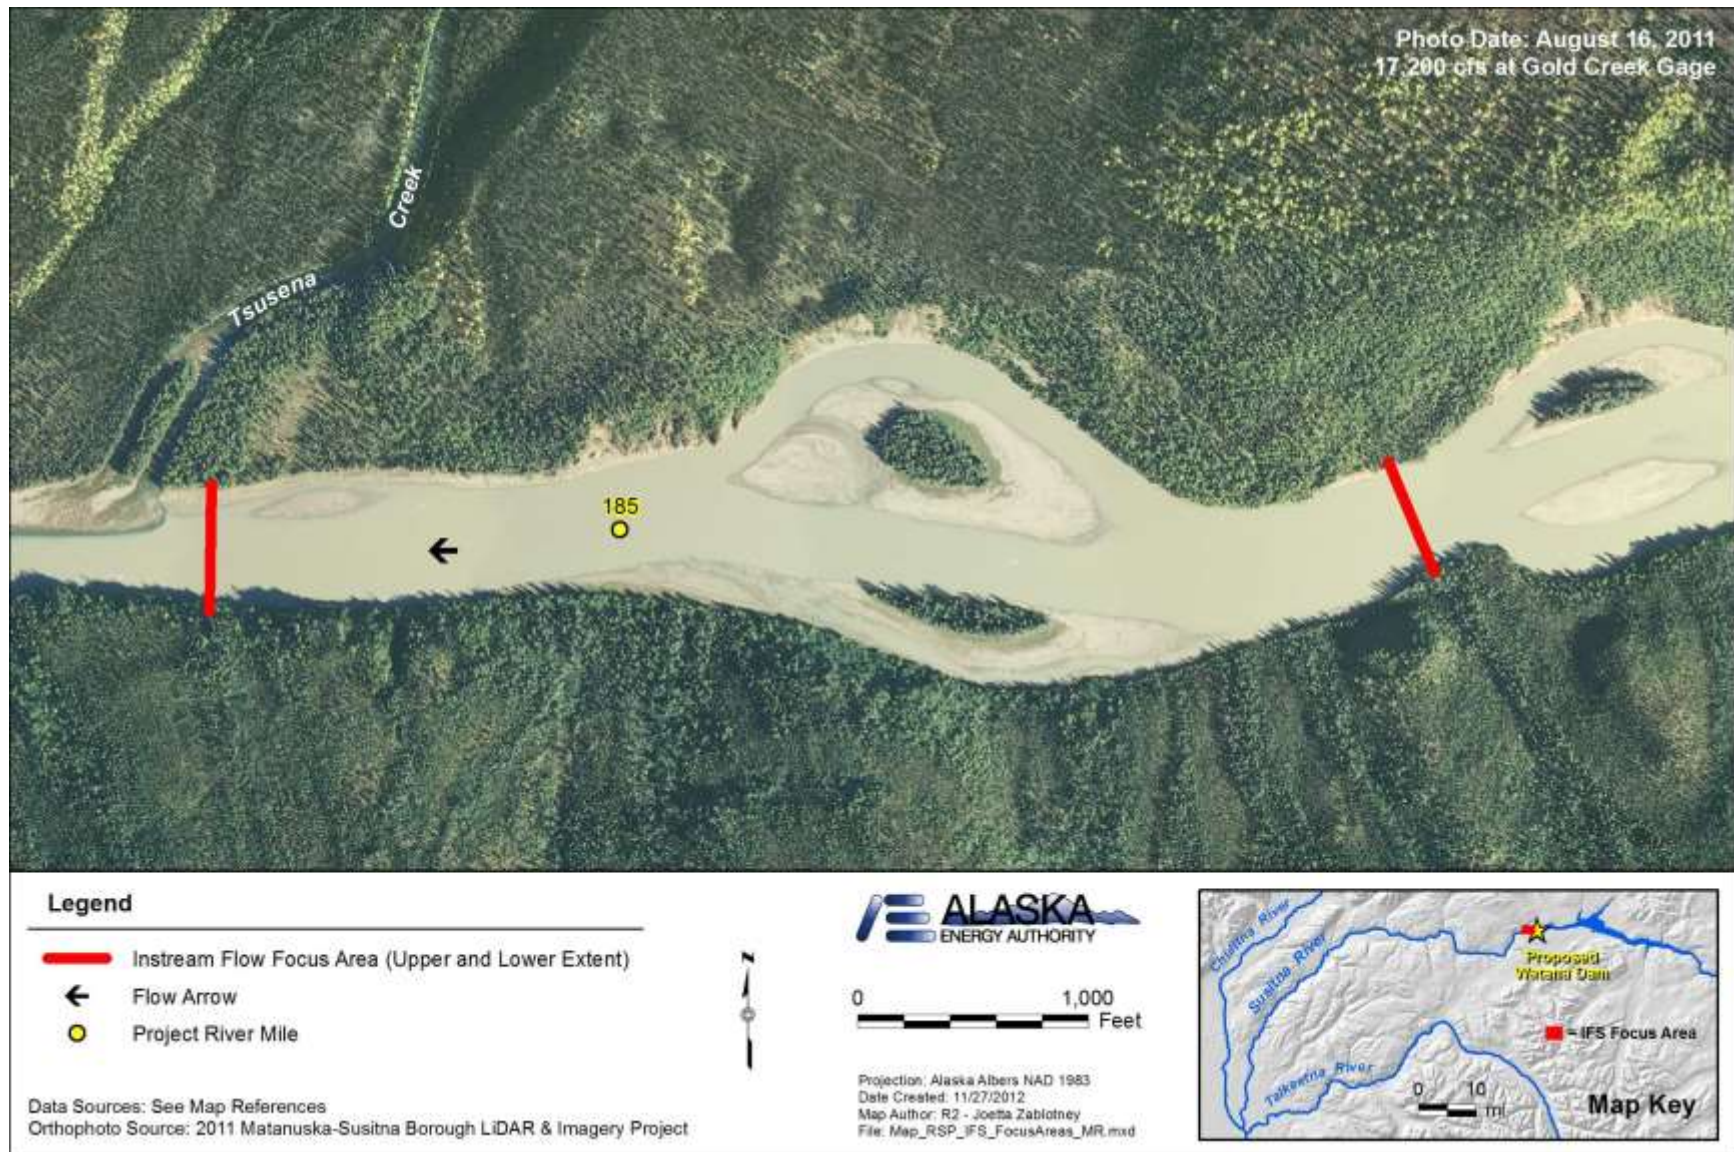 Photo Date: August 16, 2011
17,200 cfs at Gold Creek Gage
Creek
Tsusena
185
Legend
Instream Flow Focus Area (Upper and Lower Extent)
Flow Arrow
Project River Mile
Data Sources: See Map References
Orthophoto Source: 2011 Matanuska-Susitna Borough LiDAR & Imagery Project
N
ALASKA
ENERGY AUTHORITY
0 1,000
Feet
Projection: Alaska Albers NAD 1983
Date Created: 11/27/2012
Map Author: R2 - Joetta Zablotney
File: Map_RSP_IFS_FocusAreas_MR.mxd
Chulitna River
Susitna River
Proposed
Watana Dam
= IFS Focus Area
Talkeetna River
0 10
mi
Map Key